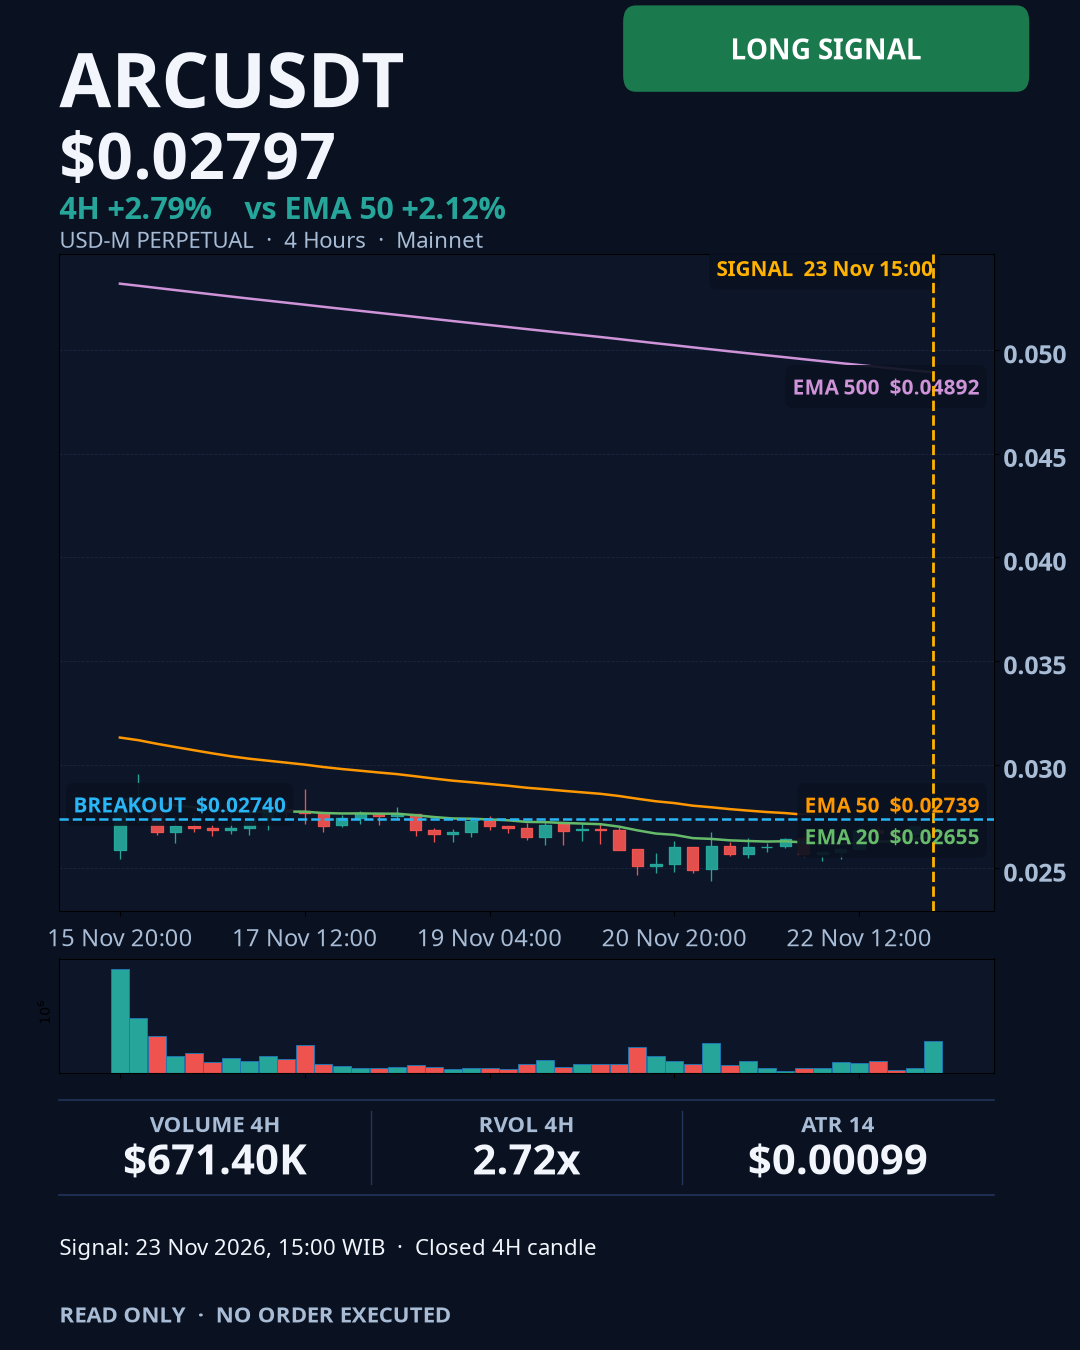 LONG SIGNAL
ARCUSDT
$0.02797
4H +2.79% vs EMA 50 +2.12%
USD-M PERPETUAL · 4 Hours · Mainnet
SIGNAL 23 Nov 15:00
0.050
EMA 500 $0.04892
0.045
0.040
0.035
0.030
BREAKOUT $0.02740
EMA 50 $0.02739
EMA 20 $0.02655
0.025
15 Nov 20:00
17 Nov 12:00
19 Nov 04:00
20 Nov 20:00
22 Nov 12:00
10⁶
VOLUME 4H
$671.40K
RVOL 4H
2.72x
ATR 14
$0.00099
Signal: 23 Nov 2026, 15:00 WIB · Closed 4H candle
READ ONLY · NO ORDER EXECUTED